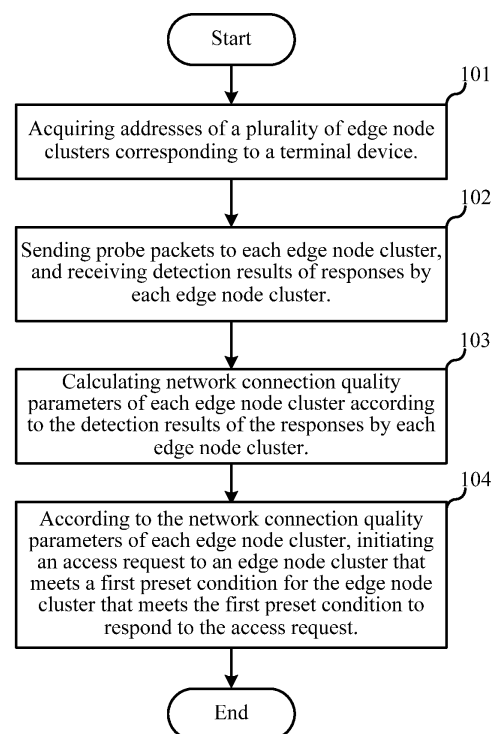 Start
101
Acquiring addresses of a plurality of edge node
clusters corresponding to a terminal device.
102
Sending probe packets to each edge node cluster,
and receiving detection results of responses by
each edge node cluster.
103
Calculating network connection quality
parameters of each edge node cluster according
to the detection results of the responses by each
edge node cluster.
104
According to the network connection quality
parameters of each edge node cluster, initiating
an access request to an edge node cluster that
meets a first preset condition for the edge node
cluster that meets the first preset condition to
respond to the access request.
End